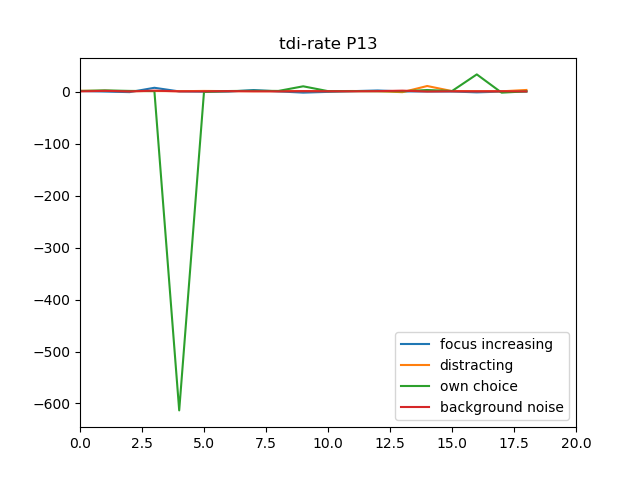 tdi-rate P13
0
−100
−200
−300
−400
−500
−600
0.0 2.5 5.0 7.5 10.0 12.5 15.0 17.5 20.0
focus increasing
distracting
own choice
background noise